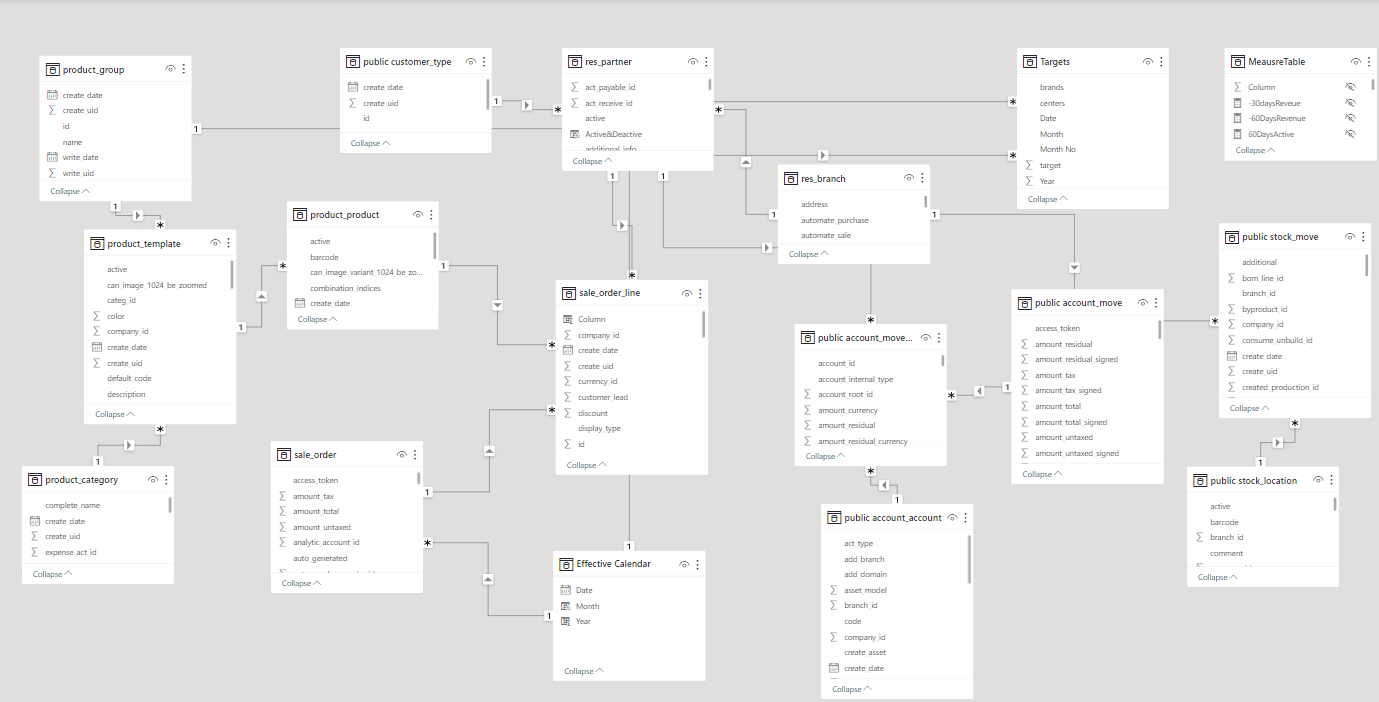 product_group
create_date
create_uid
id
name
write_date
write_uid
Collapse
public customer_type
create_date
create_uid
id
Collapse
res_partner
act_payable_id
act_receive_id
active
Active&Deactive
additional_info
Collapse
Targets
brands
centers
Date
Month
Month No
target
Year
Collapse
MeausreTable
Column
-30daysReveue
-60DaysRevenue
60DaysActive
Collapse
res_branch
address
automate_purchase
automate_sale
Collapse
product_template
active
can_image_1024_be_zoomed
categ_id
color
company_id
create_date
create_uid
default_code
description
Collapse
product_product
active
barcode
can_image_variant_1024_be_zo...
combination_indices
create_date
Collapse
sale_order_line
Column
company_id
create_date
create_uid
currency_id
customer_lead
discount
display_type
id
Collapse
public account_move...
account_id
account_internal_type
account_root_id
amount_currency
amount_residual
amount_residual_currency
Collapse
public account_move
access_token
amount_residual
amount_residual_signed
amount_tax
amount_tax_signed
amount_total
amount_total_signed
amount_untaxed
amount_untaxed_signed
Collapse
public stock_move
additional
bom_line_id
branch_id
byproduct_id
company_id
consume_unbuild_id
create_date
create_uid
created_production_id
Collapse
product_category
complete_name
create_date
create_uid
expense_act_id
Collapse
sale_order
access_token
amount_tax
amount_total
amount_untaxed
analytic_account_id
auto_generated
Collapse
Effective Calendar
Date
Month
Year
Collapse
public account_account
act_type
add_branch
add_domain
asset_model
branch_id
code
company_id
create_asset
create_date
Collapse
public stock_location
active
barcode
branch_id
comment
Collapse